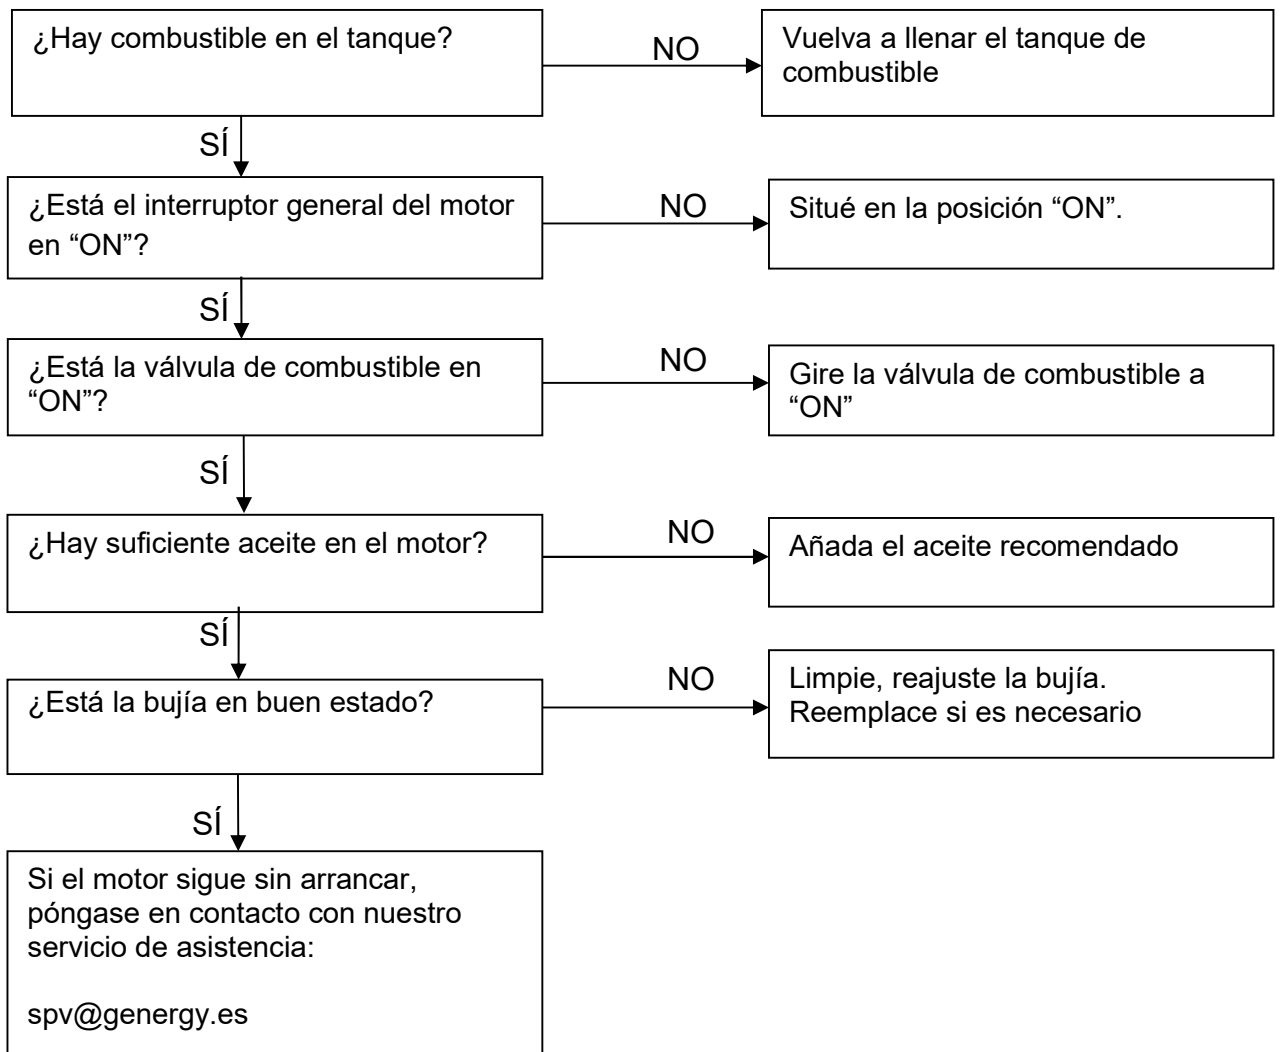 ¿Hay combustible en el tanque?
NO
Vuelva a llenar el tanque de
combustible
SÍ
¿Está el interruptor general del motor
en “ON”?
NO
Situé en la posición “ON”.
SÍ
¿Está la válvula de combustible en
“ON”?
NO
Gire la válvula de combustible a
“ON”
SÍ
¿Hay suficiente aceite en el motor?
NO
Añada el aceite recomendado
SÍ
¿Está la bujía en buen estado?
NO
Limpie, reajuste la bujía.
Reemplace si es necesario
SÍ
Si el motor sigue sin arrancar,
póngase en contacto con nuestro
servicio de asistencia:
spv@genergy.es